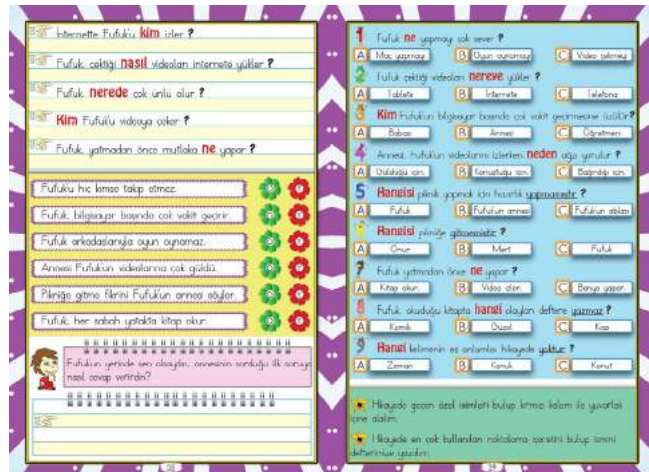 İnternette Fufuk'u kim izler ?
Fufuk, çektiği nasıl videoları internete yükler ?
Fufuk nerede çok ünlü olur ?
Kim Fufuk'u videoya çeker ?
Fufuk, yatmadan önce mutlaka ne yapar ?
Fufuk'u hiç kimse takip etmez.
Fufuk, bilgisayar başında çok vakit geçirir.
Fufuk arkadaşlarıyla oyun oynamaz.
Annesi Fufuk'un videolarına çok güldü.
Pikniğe gitme fikrini Fufuk'un annesi söyler.
Fufuk, her sabah yatakta kitap okur.
Fufuk'un yerinde sen olsaydın, annesinin sorduğu ilk soruya
nasıl cevap verirdin?
1 Fufuk ne yapmayı çok sever ?
A Maç yapmayı B Oyun oynamayı C Video çekmeyi
2 Fufuk çektiği videoları nereye yükler ?
A Tablete B İnternete C Telefona
3 Kim Fufuk'un bilgisayar başında çok vakit geçirmesine üzülür?
A Babası B Annesi C Öğretmeni
4 Annesi, Fufuk'un videolarını izlerken neden ağzı yorulur ?
A Güldüğü için. B Konuştuğu için. C Bağırdığı için.
5 Hangisi piknik yapmak için hazırlık yapmamıştır ?
A Fufuk B Fufuk'un annesi C Fufuk'un ablası
6 Hangisi pikniğe gitmemiştir ?
A Onur B Mert C Fufuk
7 Fufuk yatmadan önce ne yapar ?
A Kitap okur. B Video izler. C Banyo yapar.
8 Fufuk, okuduğu kitapta hangi olayları deftere yazmaz ?
A Komik B Güzel C Kısa
9 Hangi kelimenin eş anlamlısı hikayede yoktur ?
A Zaman B Konuk C Konut
Hikayede geçen özel isimleri bulup kırmızı kalem ile yuvarlak
içine alalım.
Hikayede en çok kullanılan noktalama işaretini bulup ismini
defterimize yazalım.